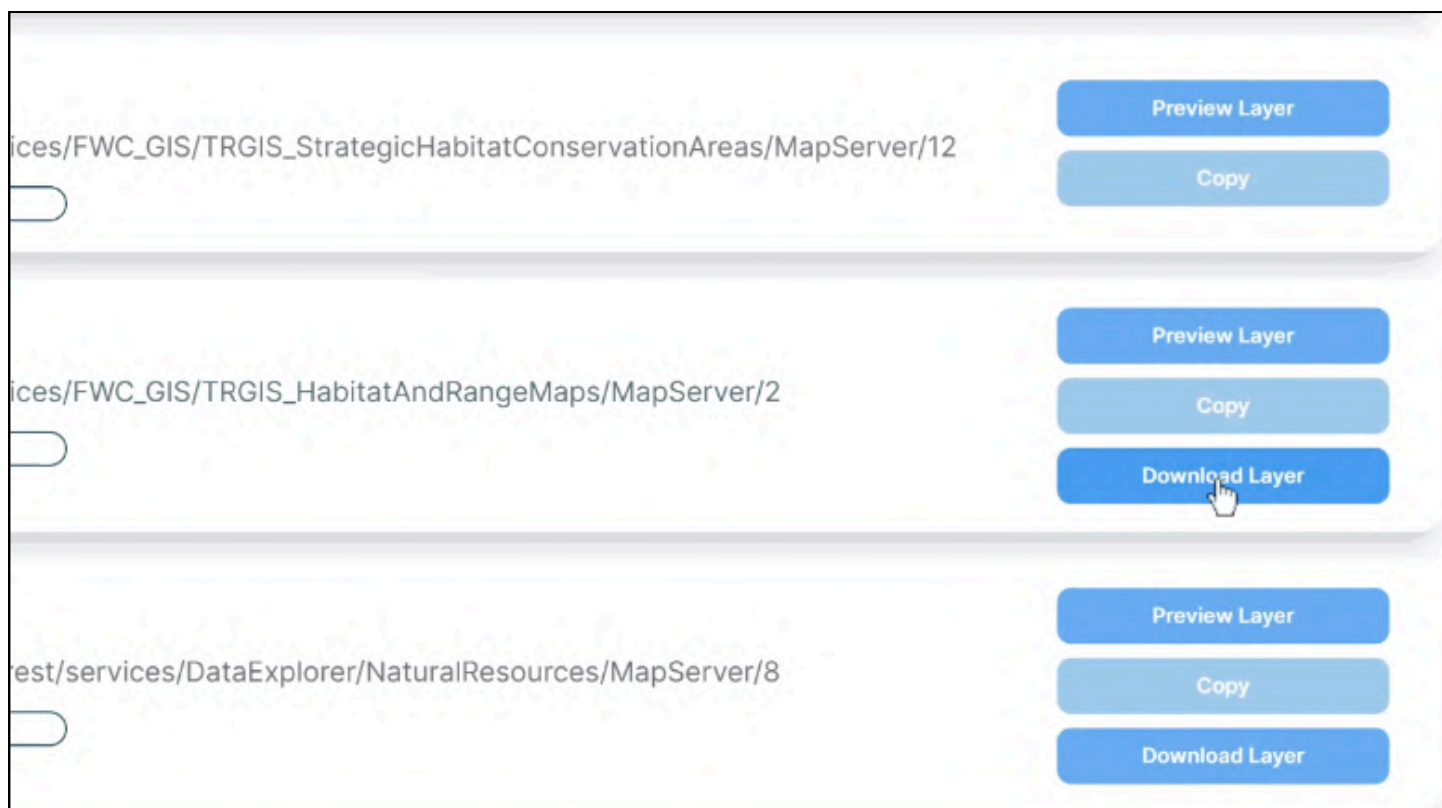 Preview Layer
ices/FWC_GIS/TRGIS_StrategicHabitatConservationAreas/MapServer/12
Copy
Preview Layer
ices/FWC_GIS/TRGIS_HabitatAndRangeMaps/MapServer/2
Copy
Download Layer
Preview Layer
rest/services/DataExplorer/NaturalResources/MapServer/8
Copy
Download Layer